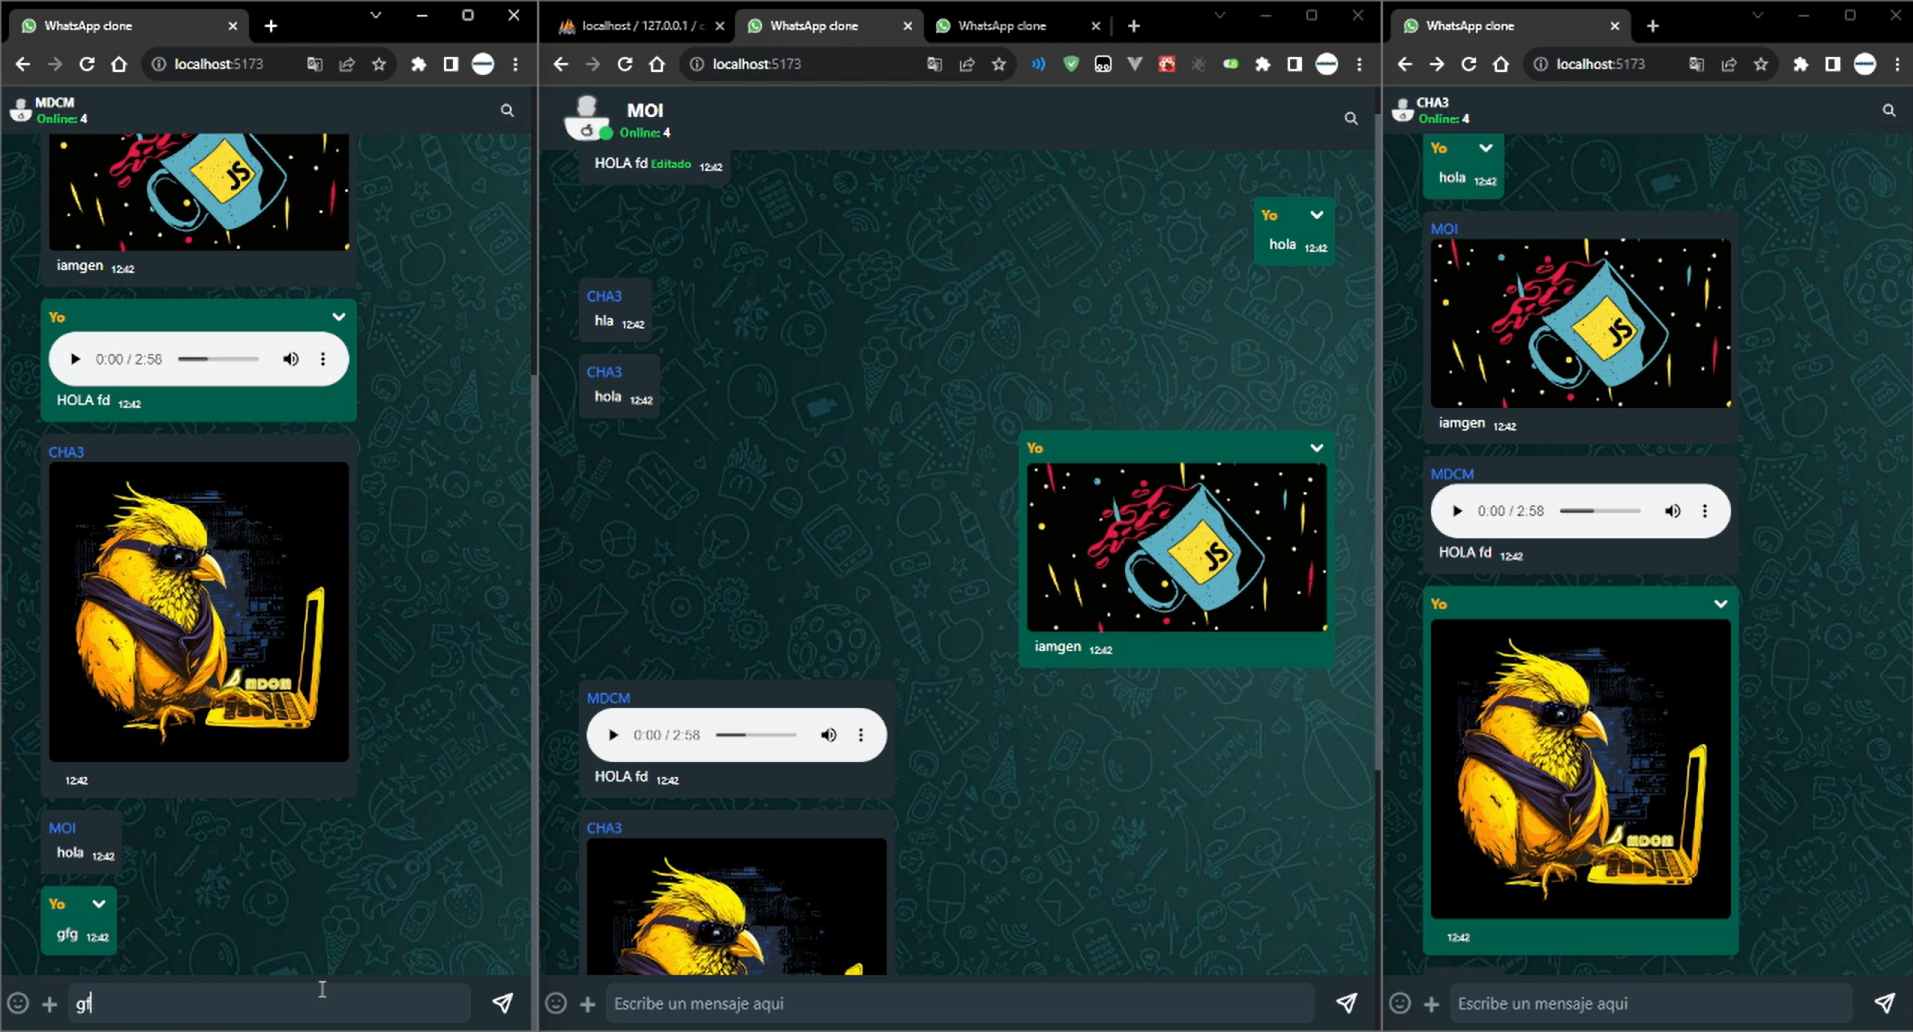 WhatsApp clone
localhost:5173
MDCM
Online: 4
JS
iamgen 12:42
Yo
0:00 / 2:58
HOLA fd 12:42
CHA3
MDCM
12:42
MOI
hola 12:42
Yo
gfg 12:42
gf
localhost / 127.0.0.1 / c
WhatsApp clone
WhatsApp clone
localhost:5173
MOI
Online: 4
HOLA fd Editado 12:42
Yo
hola 12:42
CHA3
hla 12:42
CHA3
hola 12:42
Yo
JS
iamgen 12:42
MDCM
0:00 / 2:58
HOLA fd 12:42
CHA3
Escribe un mensaje aqui
WhatsApp clone
localhost:5173
CHA3
Online: 4
Yo
hola 12:42
MOI
JS
iamgen 12:42
MDCM
0:00 / 2:58
HOLA fd 12:42
Yo
MDCM
12:42
Escribe un mensaje aqui